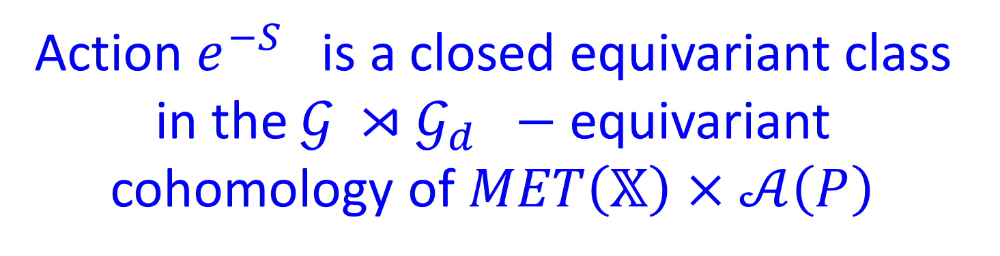 Action 𝑒⁻ˢ is a closed equivariant class
in the 𝒢 ⋊ 𝒢_d − equivariant
cohomology of 𝑀𝐸𝑇(𝕏) × 𝒜(𝑃)